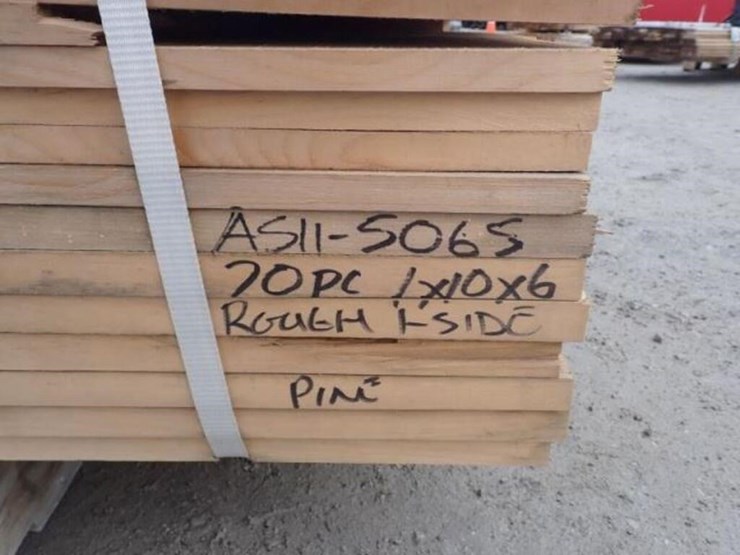 AS11-5065
70PC 1x10x6
ROUGH 1-SIDE
PINE